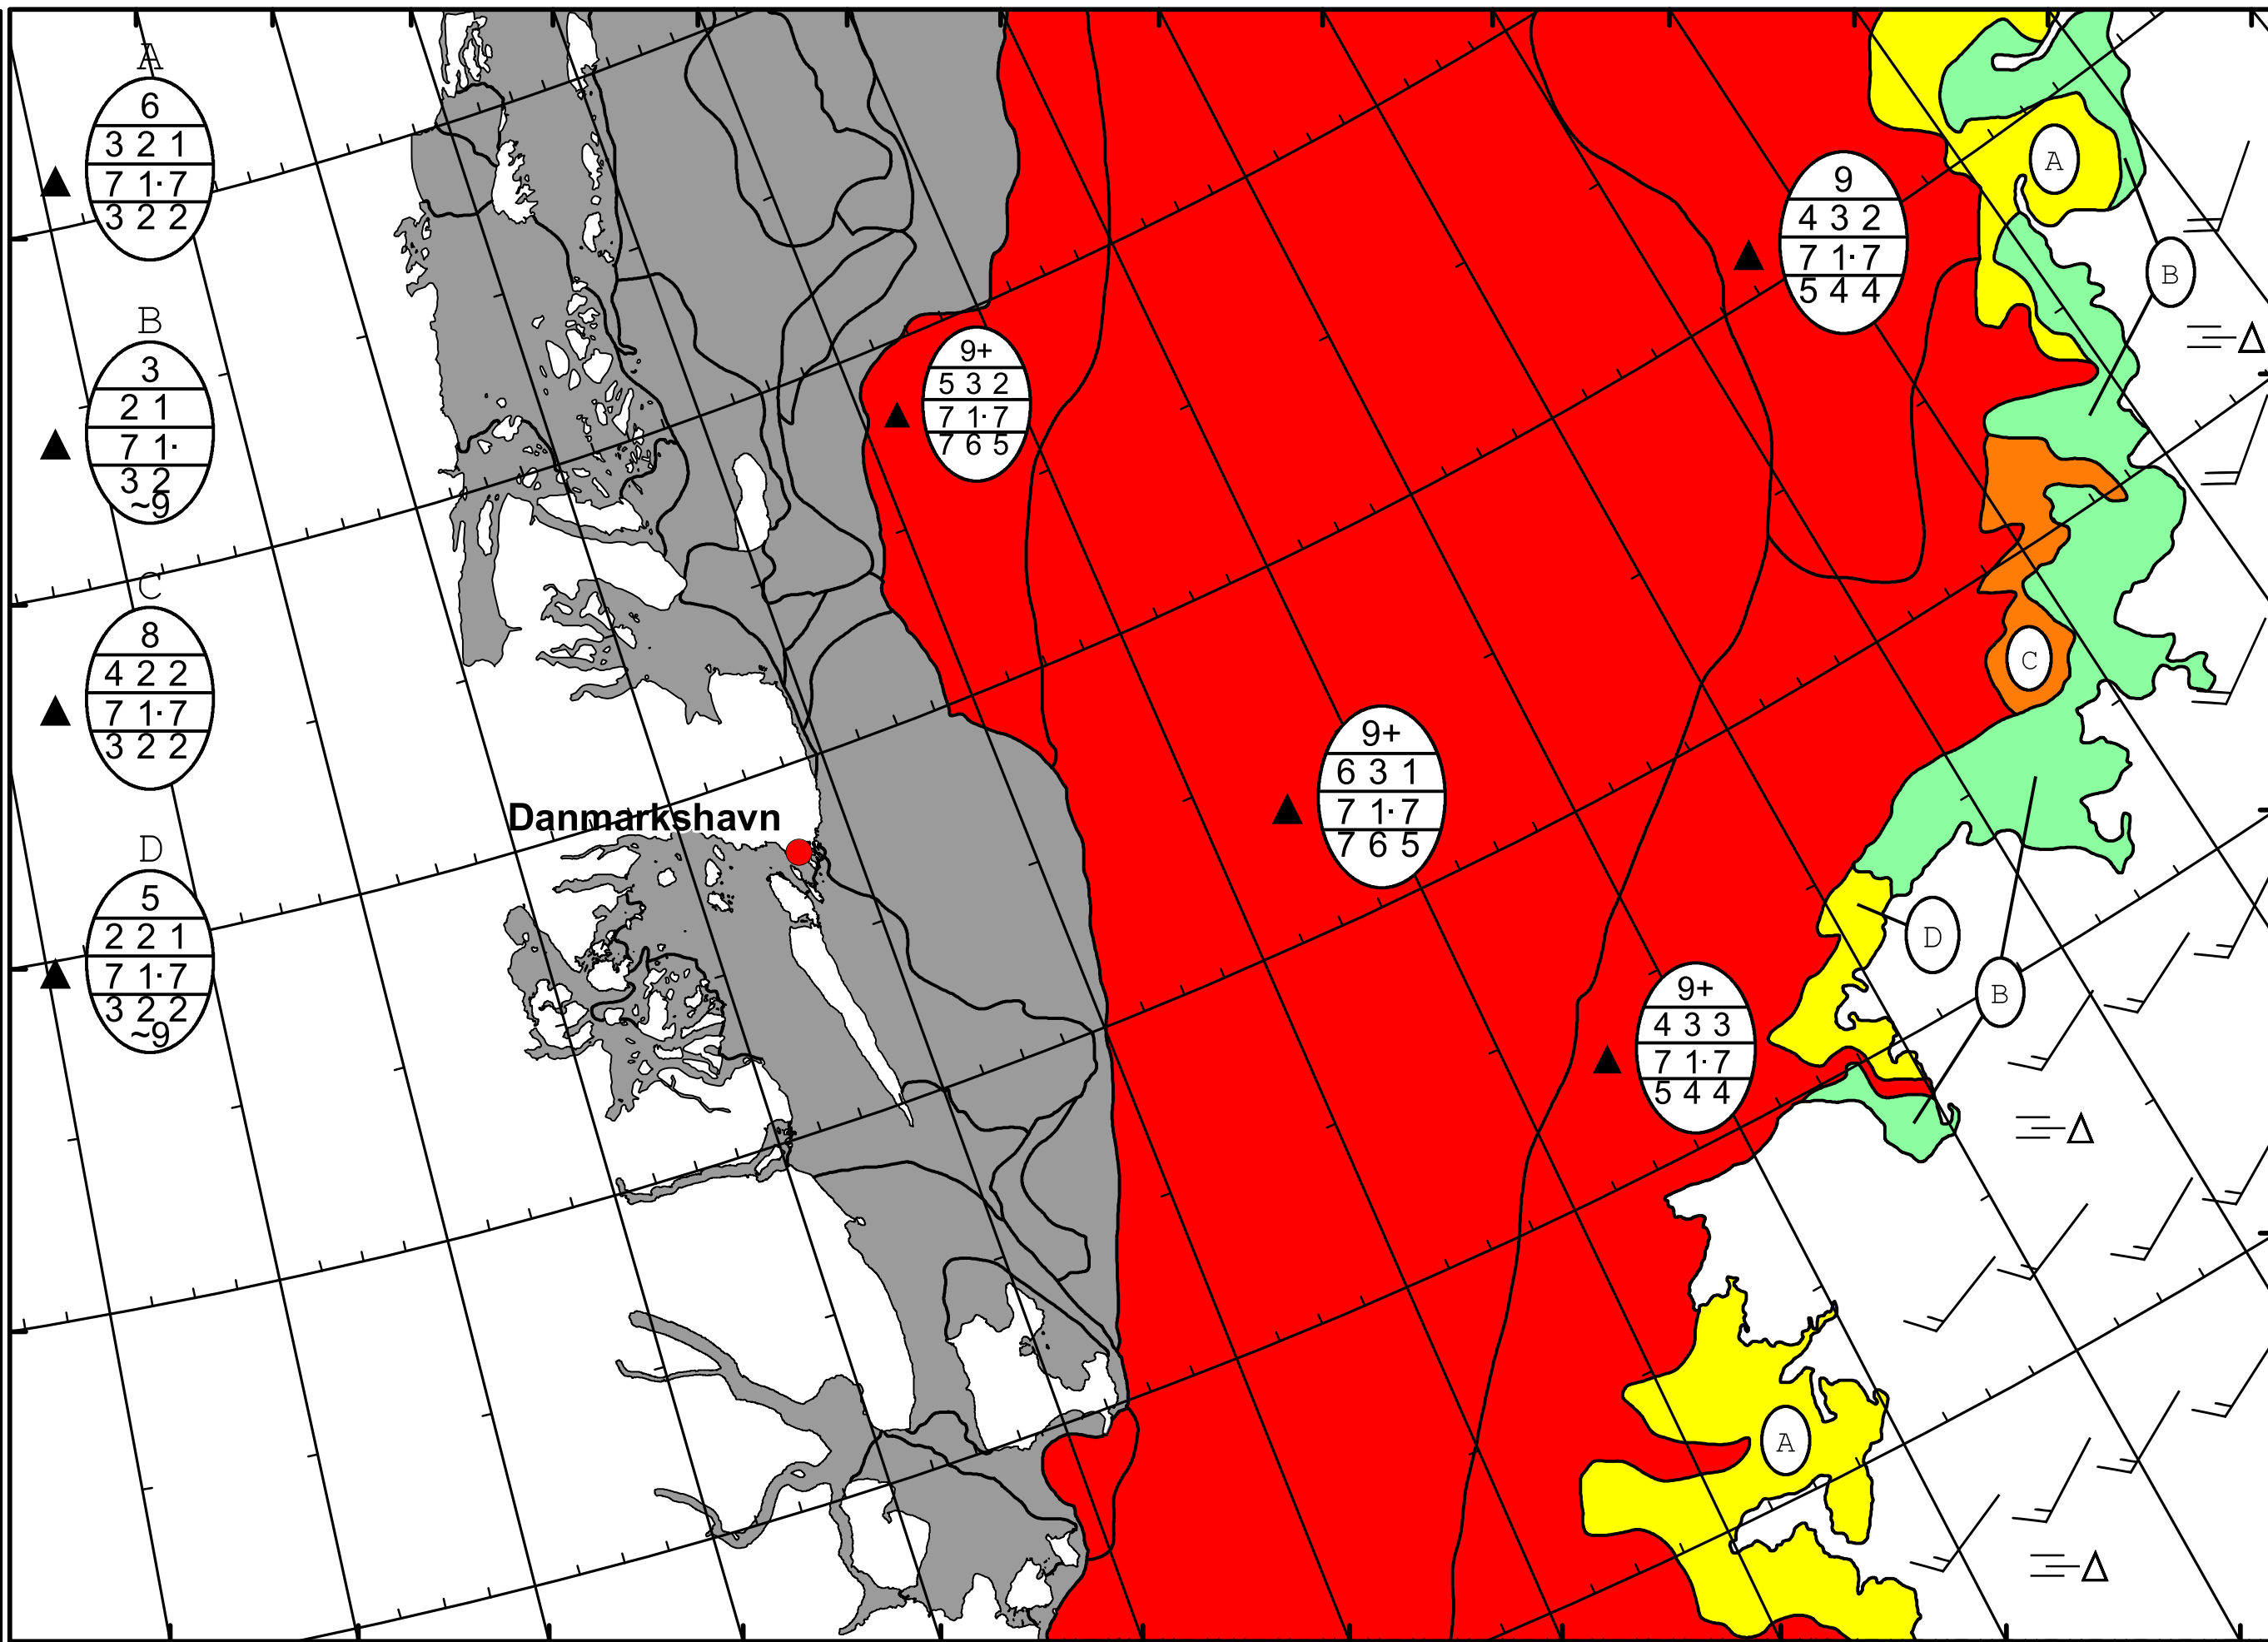 A
6
3 2 1
7 1· 7
3 2 2
B
3
2 1
7 1·
3 2
~9
C
8
4 2 2
7 1· 7
3 2 2
D
5
2 2 1
7 1· 7
3 2 2
~9
Danmarkshavn
9+
5 3 2
7 1· 7
7 6 5
9+
6 3 1
7 1· 7
7 6 5
9
4 3 2
7 1· 7
5 4 4
9+
4 3 3
7 1· 7
5 4 4
A
B
C
D
B
A